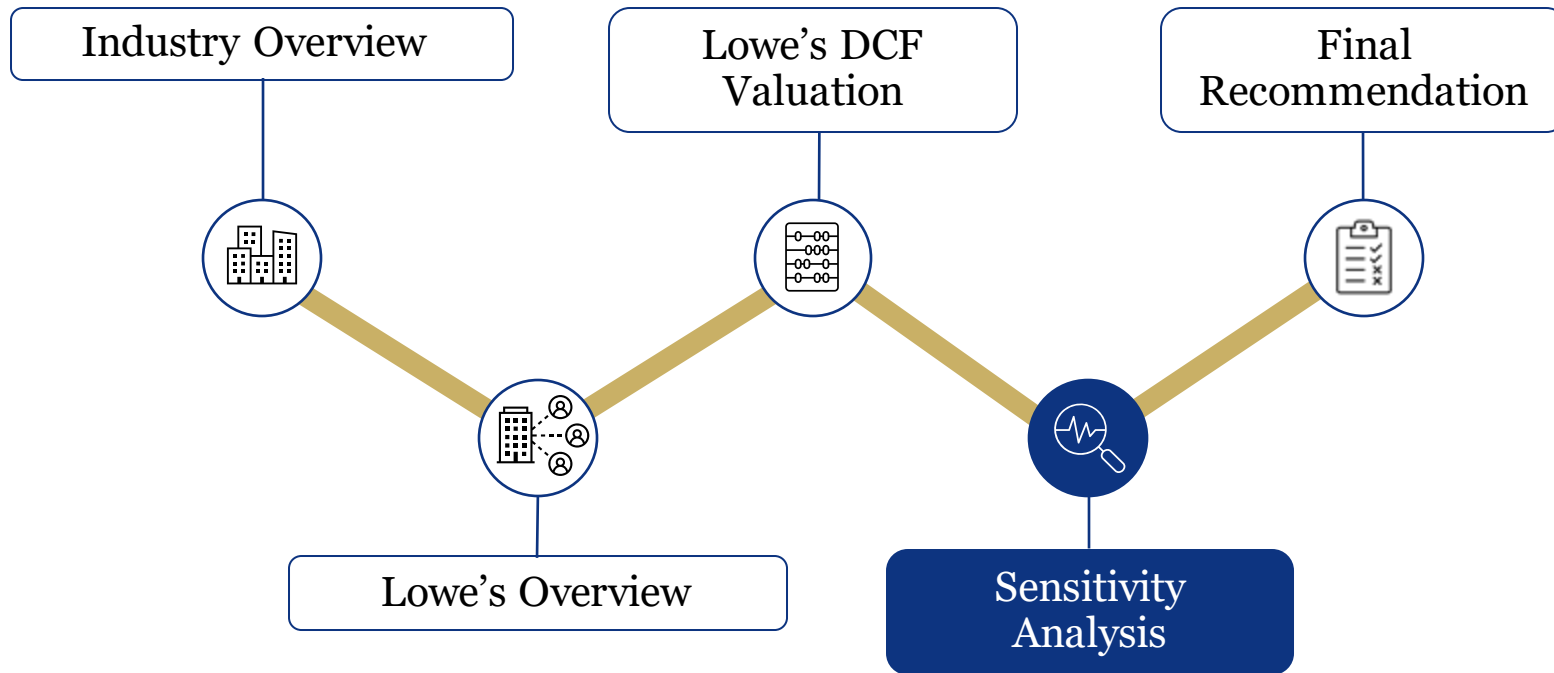 Industry Overview
Lowe’s DCF
Valuation
Final
Recommendation
Lowe’s Overview
Sensitivity
Analysis